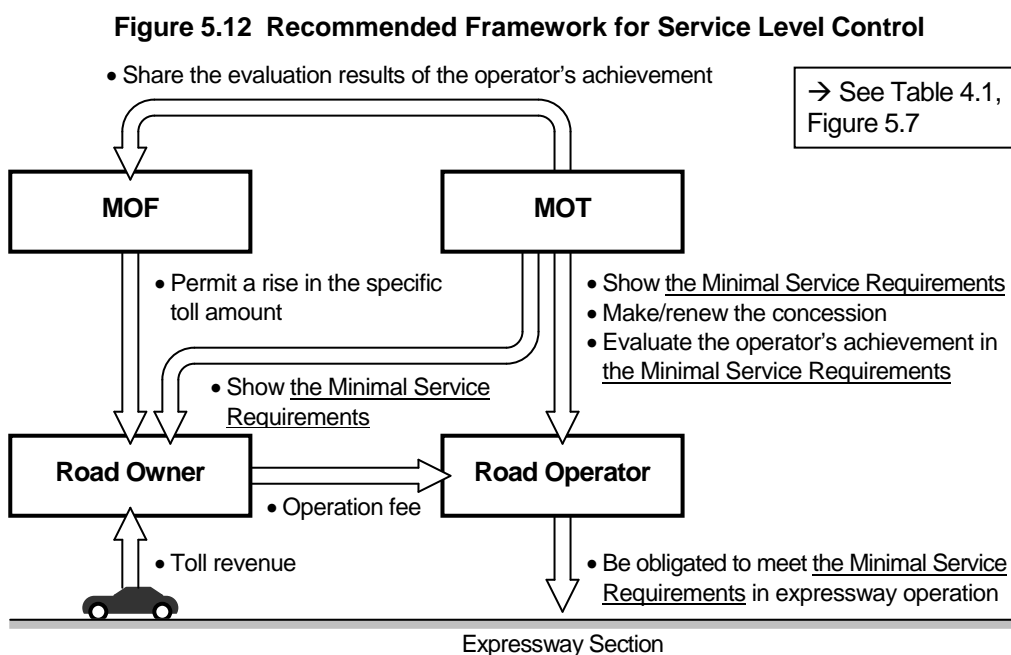 Figure 5.12 Recommended Framework for Service Level Control
• Share the evaluation results of the operator’s achievement
→ See Table 4.1,
Figure 5.7
MOF
MOT
• Permit a rise in the specific
toll amount
• Show the Minimal Service Requirements
• Make/renew the concession
• Evaluate the operator’s achievement in
the Minimal Service Requirements
• Show the Minimal Service
Requirements
Road Owner
Road Operator
• Operation fee
• Toll revenue
• Be obligated to meet the Minimal Service
Requirements in expressway operation
Expressway Section